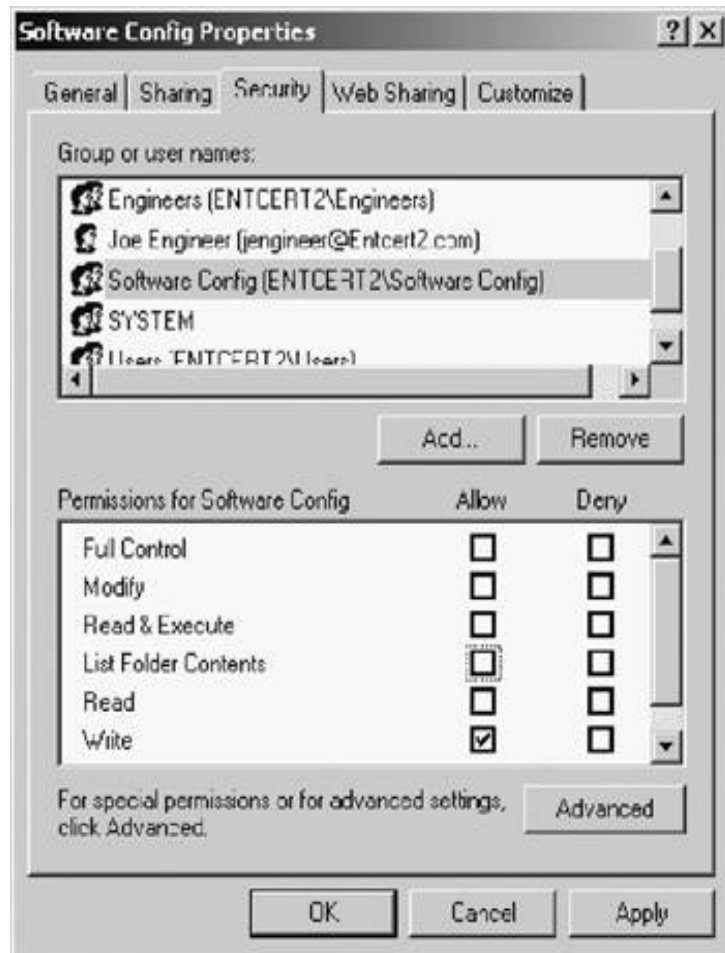 Software Config Properties ? X
General Sharing Security Web Sharing Customize
Group or user names:
Engineers (ENTCERT2\Engineers)
Joe Engineer (jengineer@Entcert2.com)
Software Config (ENTCERT2\Software Config)
SYSTEM
Users (ENTCERT2\Users)
Add... Remove
Permissions for Software Config Allow Deny
Full Control
Modify
Read & Execute
List Folder Contents
Read
Write
For special permissions or for advanced settings, Advanced
click Advanced.
OK Cancel Apply